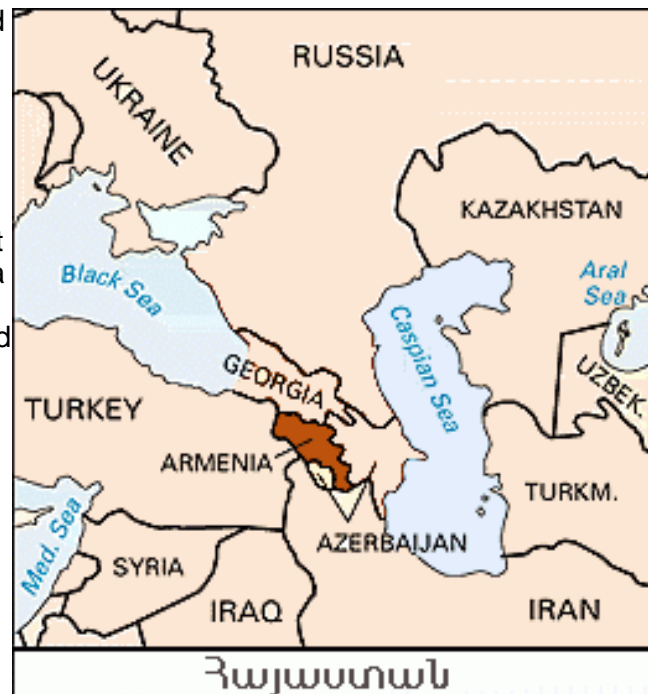 d
RUSSIA
UKRAINE
KAZAKHSTAN
t
a
Black Sea
Aral
Sea
Caspian Sea
d
GEORGIA
UZBEK.
TURKEY
ARMENIA
TURKM.
Med. Sea
AZERBAIJAN
SYRIA
IRAQ
IRAN
Հայաստան